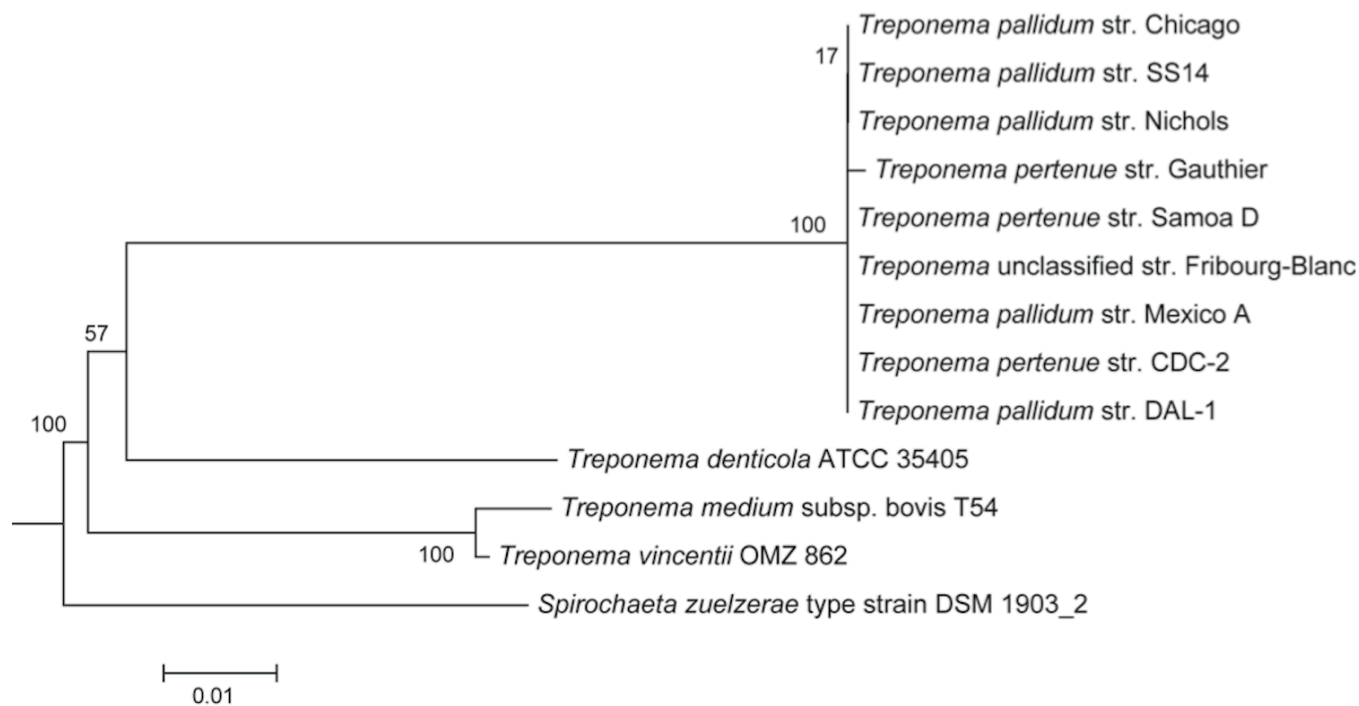 Treponema pallidum str. Chicago
17
Treponema pallidum str. SS14
Treponema pallidum str. Nichols
Treponema pertenue str. Gauthier
100
Treponema pertenue str. Samoa D
Treponema unclassified str. Fribourg-Blanc
Treponema pallidum str. Mexico A
57
Treponema pertenue str. CDC-2
Treponema pallidum str. DAL-1
100
Treponema denticola ATCC 35405
Treponema medium subsp. bovis T54
100
Treponema vincentii OMZ 862
Spirochaeta zuelzerae type strain DSM 1903_2
0.01